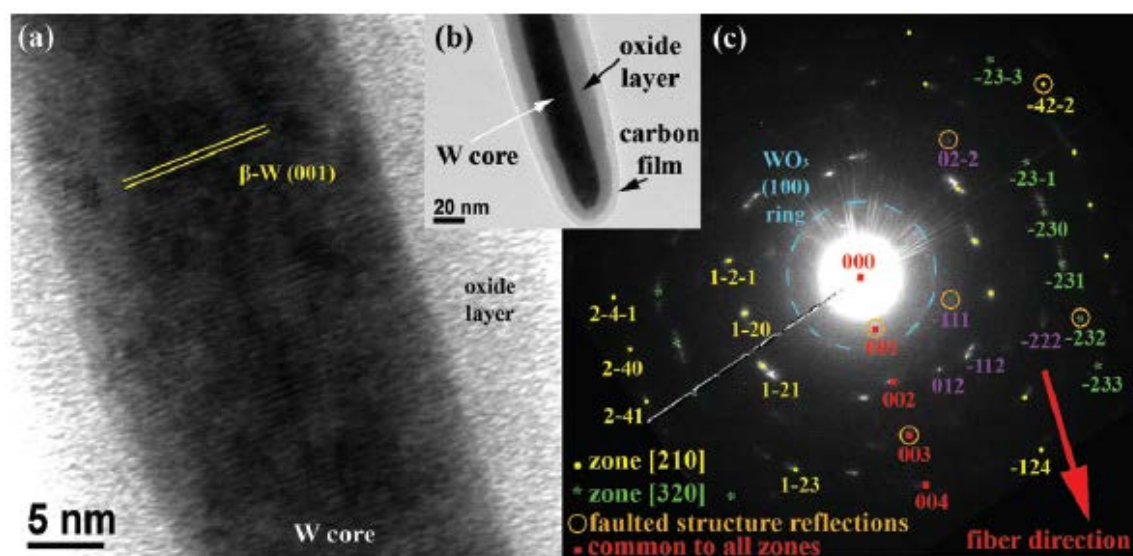 (a)
β-W (001)
oxide
layer
5 nm
W core
(b)
oxide
layer
W core
carbon
film
20 nm
(c)
-23-3
-42-2
02-2
WO₃
(100)
ring
-23-1
-230
000
1-2-1
-231
2-4-1
1-20
-111
001
-222
-232
2-40
-112
-233
1-21
012
002
2-41
003
zone [210]
-124
1-23
zone [320]
004
faulted structure reflections
common to all zones
fiber direction